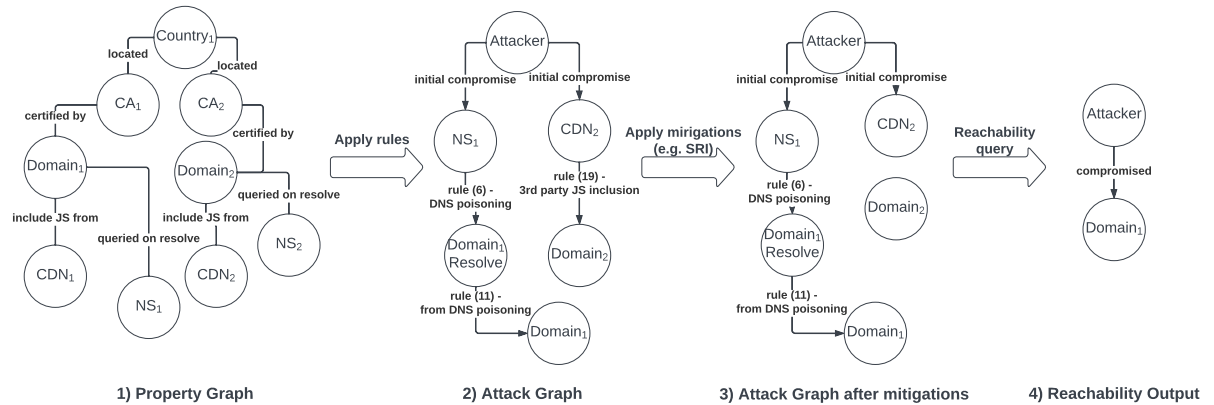 Country1
located
located
CA1
CA2
certified by
certified by
Domain1
Domain2
include JS from
include JS from
queried on resolve
queried on resolve
CDN1
NS1
CDN2
NS2
1) Property Graph
Apply rules
Attacker
initial compromise
initial compromise
NS1
CDN2
rule (6) -
DNS poisoning
rule (19) -
3rd party JS inclusion
Domain1
Resolve
Domain2
rule (11) -
from DNS poisoning
Domain1
2) Attack Graph
Apply mirigations
(e.g. SRI)
Attacker
initial compromise
initial compromise
NS1
CDN2
rule (6) -
DNS poisoning
Domain2
Domain1
Resolve
rule (11) -
from DNS poisoning
Domain1
3) Attack Graph after mitigations
Reachability
query
Attacker
compromised
Domain1
4) Reachability Output